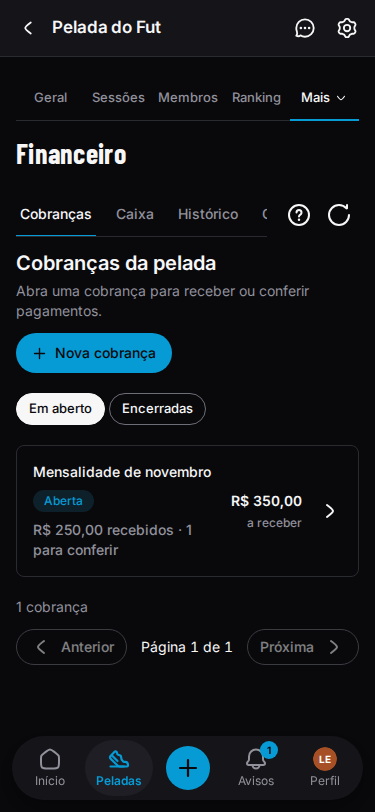 Pelada do Fut
Geral
Sessões
Membros
Ranking
Mais
Financeiro
Cobranças
Caixa
Histórico
Cobranças da pelada
Abra uma cobrança para receber ou conferir
pagamentos.
+ Nova cobrança
Em aberto
Encerradas
Mensalidade de novembro
Aberta
R$ 250,00 recebidos · 1
para conferir
R$ 350,00
a receber
1 cobrança
Anterior
Página 1 de 1
Próxima
Início
Peladas
1
Avisos
LE
Perfil